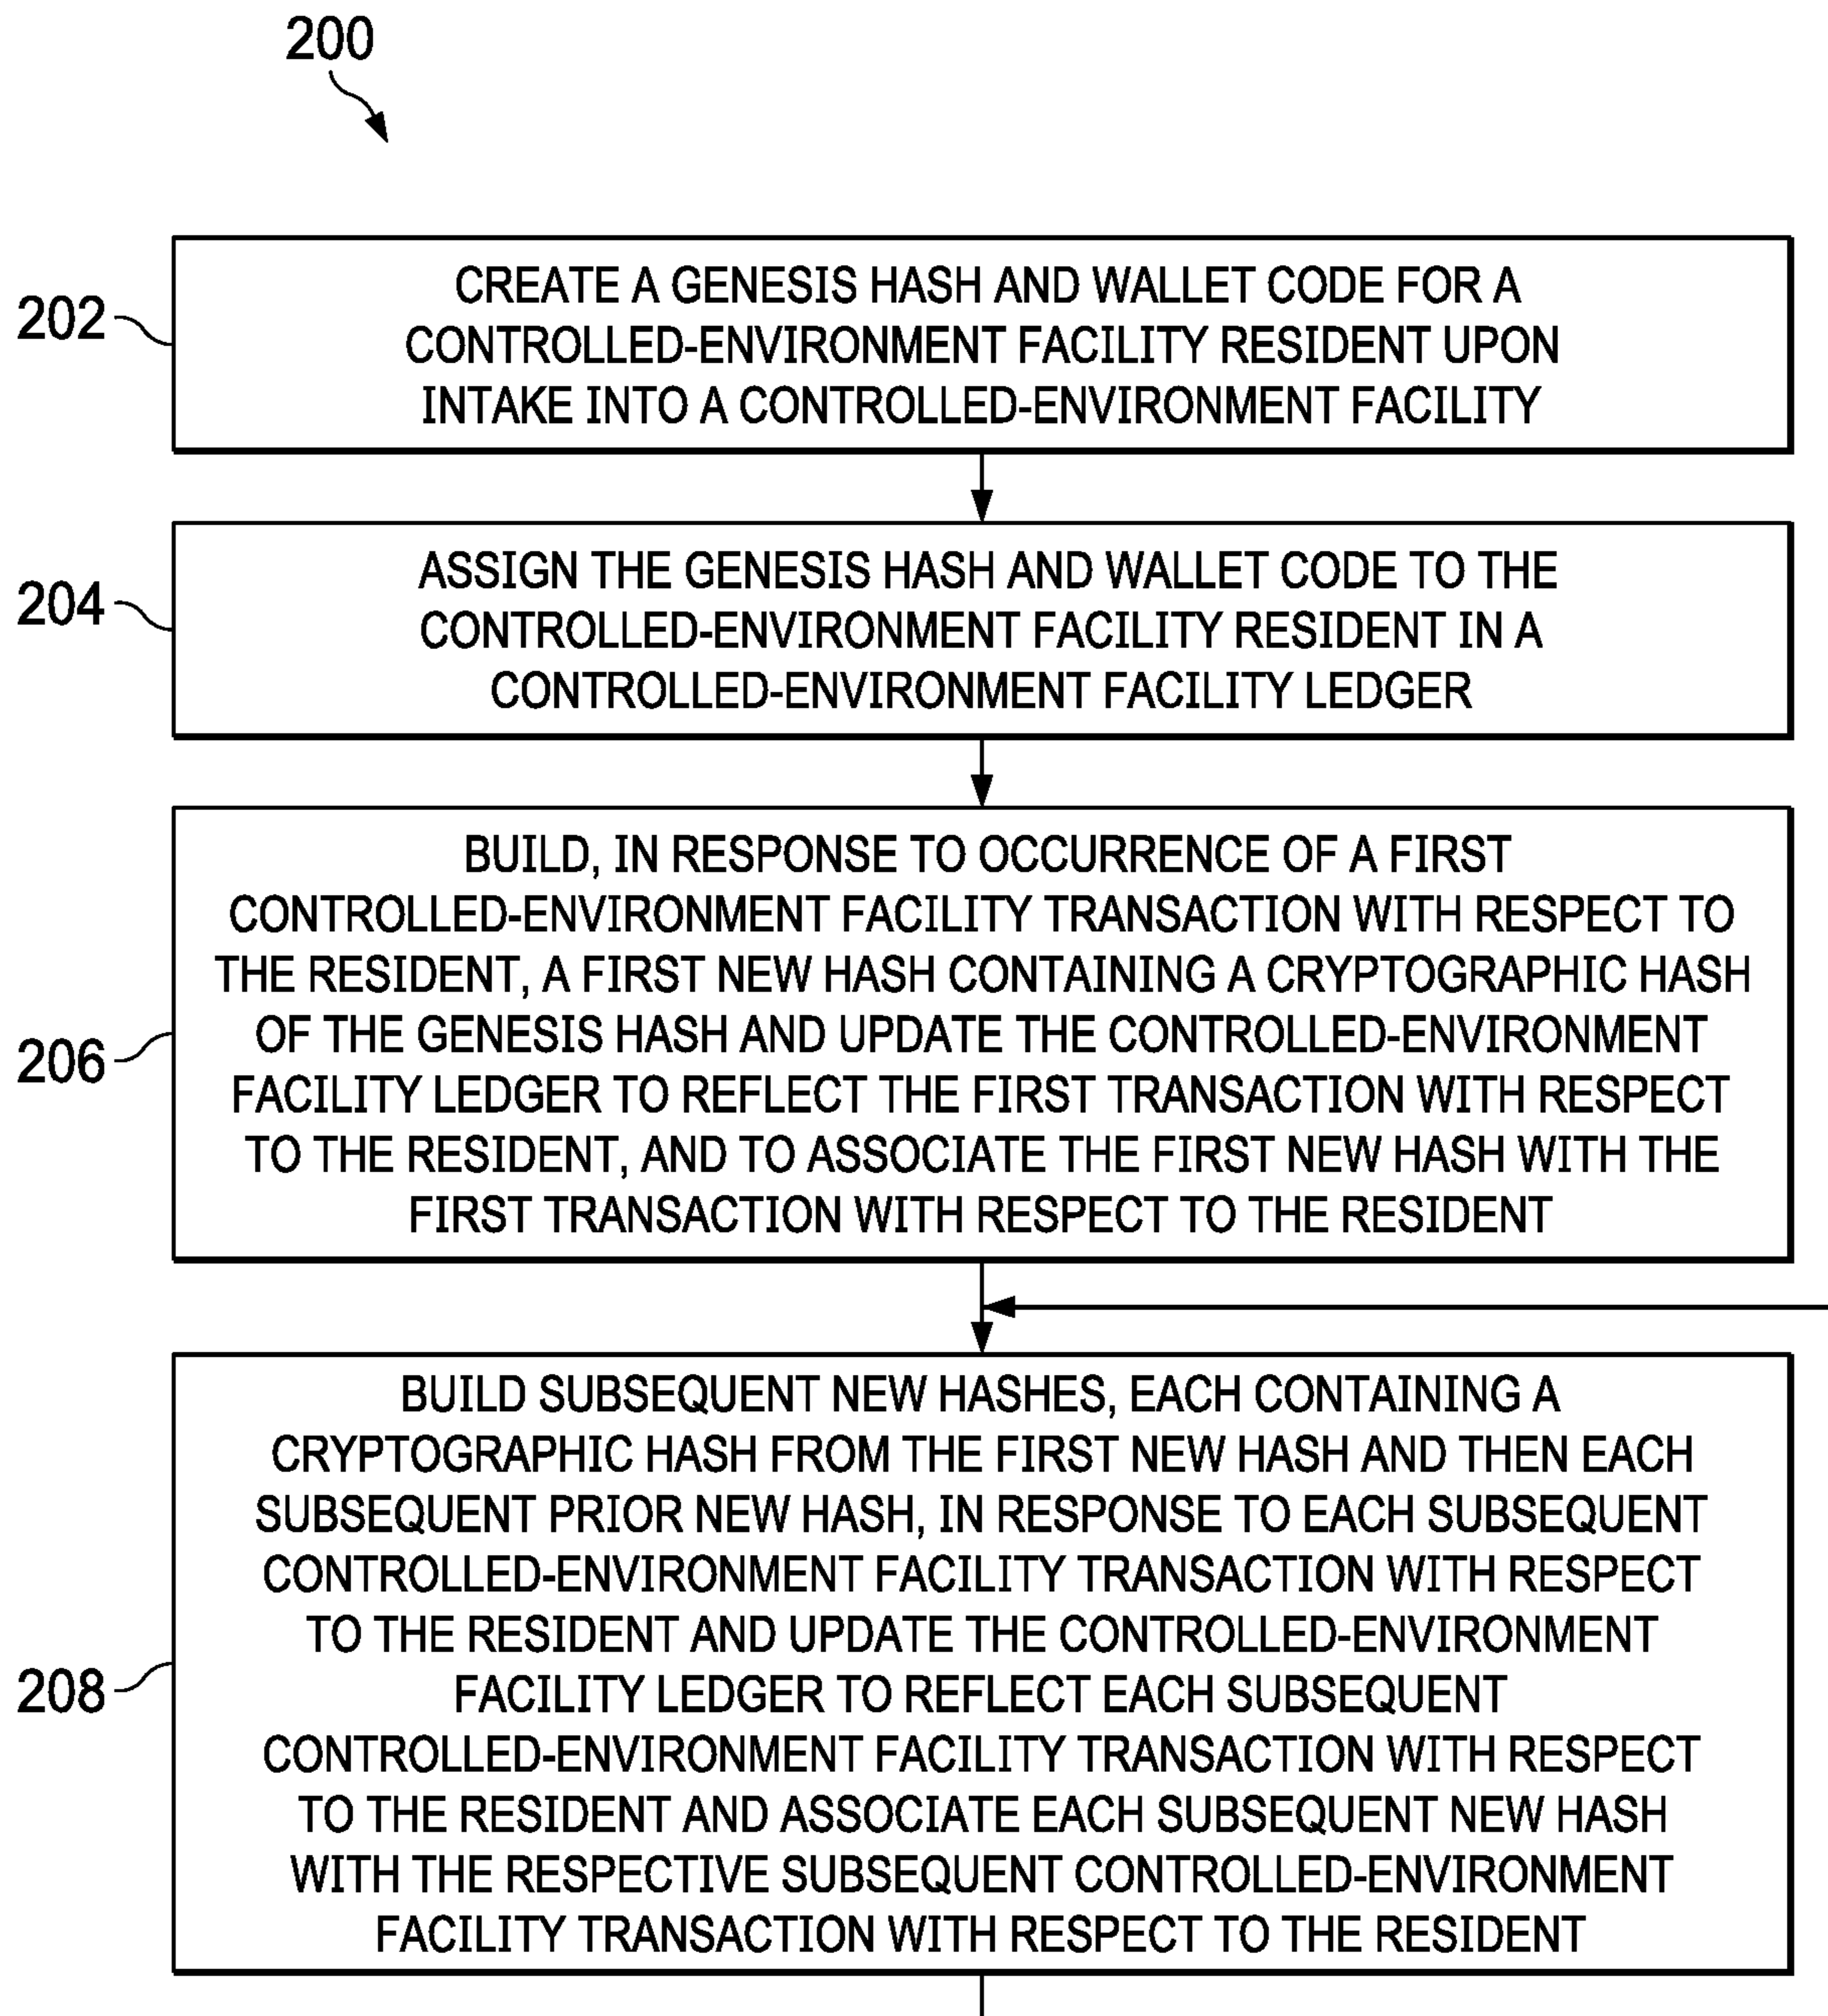 200
202
CREATE A GENESIS HASH AND WALLET CODE FOR A
CONTROLLED-ENVIRONMENT FACILITY RESIDENT UPON
INTAKE INTO A CONTROLLED-ENVIRONMENT FACILITY
204
ASSIGN THE GENESIS HASH AND WALLET CODE TO THE
CONTROLLED-ENVIRONMENT FACILITY RESIDENT IN A
CONTROLLED-ENVIRONMENT FACILITY LEDGER
206
BUILD, IN RESPONSE TO OCCURRENCE OF A FIRST
CONTROLLED-ENVIRONMENT FACILITY TRANSACTION WITH RESPECT TO
THE RESIDENT, A FIRST NEW HASH CONTAINING A CRYPTOGRAPHIC HASH
OF THE GENESIS HASH AND UPDATE THE CONTROLLED-ENVIRONMENT
FACILITY LEDGER TO REFLECT THE FIRST TRANSACTION WITH RESPECT
TO THE RESIDENT, AND TO ASSOCIATE THE FIRST NEW HASH WITH THE
FIRST TRANSACTION WITH RESPECT TO THE RESIDENT
208
BUILD SUBSEQUENT NEW HASHES, EACH CONTAINING A
CRYPTOGRAPHIC HASH FROM THE FIRST NEW HASH AND THEN EACH
SUBSEQUENT PRIOR NEW HASH, IN RESPONSE TO EACH SUBSEQUENT
CONTROLLED-ENVIRONMENT FACILITY TRANSACTION WITH RESPECT
TO THE RESIDENT AND UPDATE THE CONTROLLED-ENVIRONMENT
FACILITY LEDGER TO REFLECT EACH SUBSEQUENT
CONTROLLED-ENVIRONMENT FACILITY TRANSACTION WITH RESPECT
TO THE RESIDENT AND ASSOCIATE EACH SUBSEQUENT NEW HASH
WITH THE RESPECTIVE SUBSEQUENT CONTROLLED-ENVIRONMENT
FACILITY TRANSACTION WITH RESPECT TO THE RESIDENT